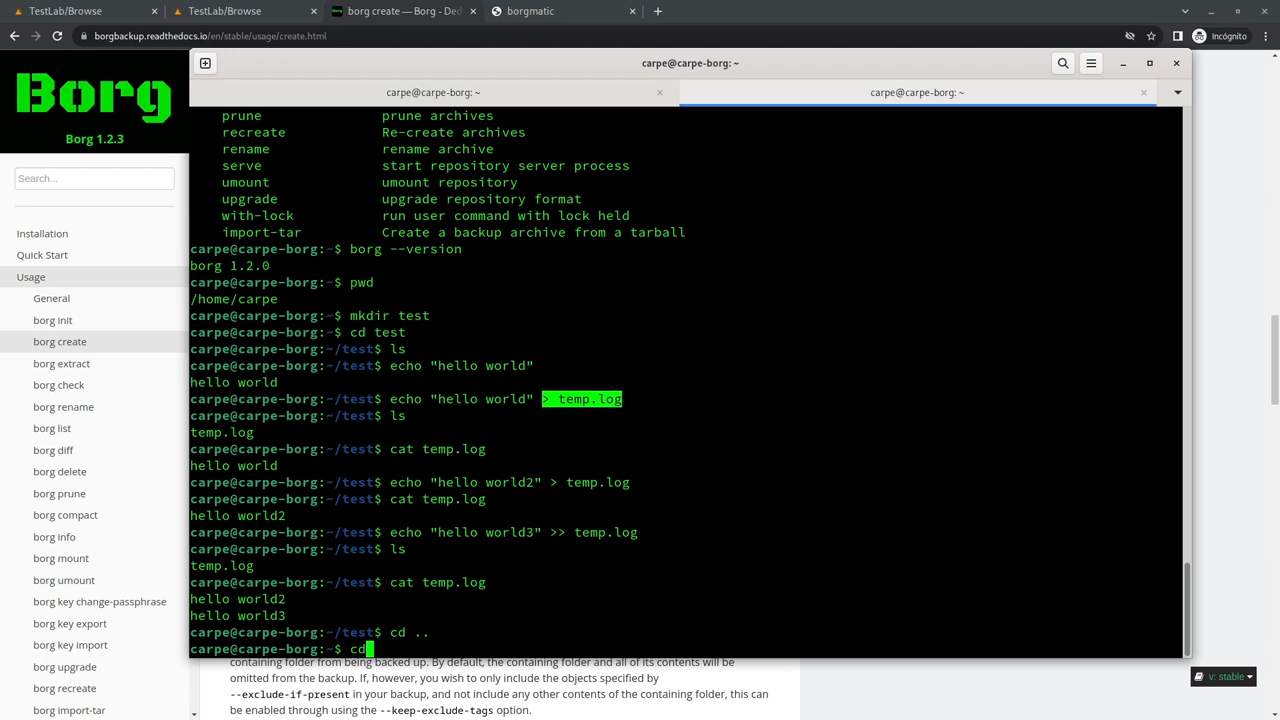 TestLab/Browse
TestLab/Browse
borg create — Borg - Ded
borgmatic
borgbackup.readthedocs.io/en/stable/usage/create.html
Incógnito
Borg
Borg 1.2.3
Search...
Installation
Quick Start
Usage
General
borg init
borg create
borg extract
borg check
borg rename
borg list
borg diff
borg delete
borg prune
borg compact
borg info
borg mount
borg umount
borg key change-passphrase
borg key export
borg key import
borg upgrade
borg recreate
borg import-tar
carpe@carpe-borg: ~
carpe@carpe-borg: ~
carpe@carpe-borg: ~
prune prune archives
recreate Re-create archives
rename rename archive
serve start repository server process
umount umount repository
upgrade upgrade repository format
with-lock run user command with lock held
import-tar Create a backup archive from a tarball
carpe@carpe-borg:~$ borg --version
borg 1.2.0
carpe@carpe-borg:~$ pwd
/home/carpe
carpe@carpe-borg:~$ mkdir test
carpe@carpe-borg:~$ cd test
carpe@carpe-borg:~/test$ ls
carpe@carpe-borg:~/test$ echo "hello world"
hello world
carpe@carpe-borg:~/test$ echo "hello world" > temp.log
carpe@carpe-borg:~/test$ ls
temp.log
carpe@carpe-borg:~/test$ cat temp.log
hello world
carpe@carpe-borg:~/test$ echo "hello world2" > temp.log
carpe@carpe-borg:~/test$ cat temp.log
hello world2
carpe@carpe-borg:~/test$ echo "hello world3" >> temp.log
carpe@carpe-borg:~/test$ ls
temp.log
carpe@carpe-borg:~/test$ cat temp.log
hello world2
hello world3
carpe@carpe-borg:~/test$ cd ..
carpe@carpe-borg:~$ cd
containing folder from being backed up. By default, the containing folder and all of its contents will be
omitted from the backup. If, however, you wish to only include the objects specified by
--exclude-if-present in your backup, and not include any other contents of the containing folder, this can
be enabled through using the --keep-exclude-tags option.
v: stable